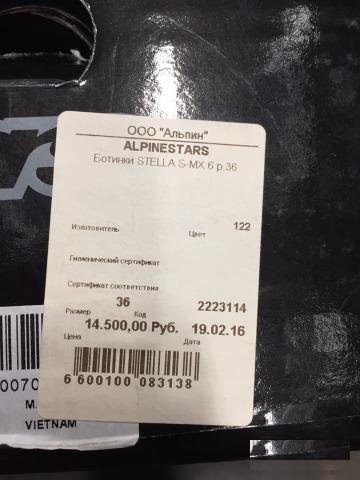 ООО "Альпин"
ALPINESTARS
Ботинки STELLA S-MX 6 р.36
122
Изготовитель
Цвет
Гигиенический сертификат
Сертификат соответствия
36
2223114
Размер
Код
14.500,00 Руб.
19.02.16
Цена
Дата
6 600100 083138
0070
VIETNAM